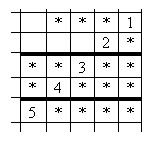 * * * 1
2 *
* * 3 * *
* 4 * * *
5 * * * *